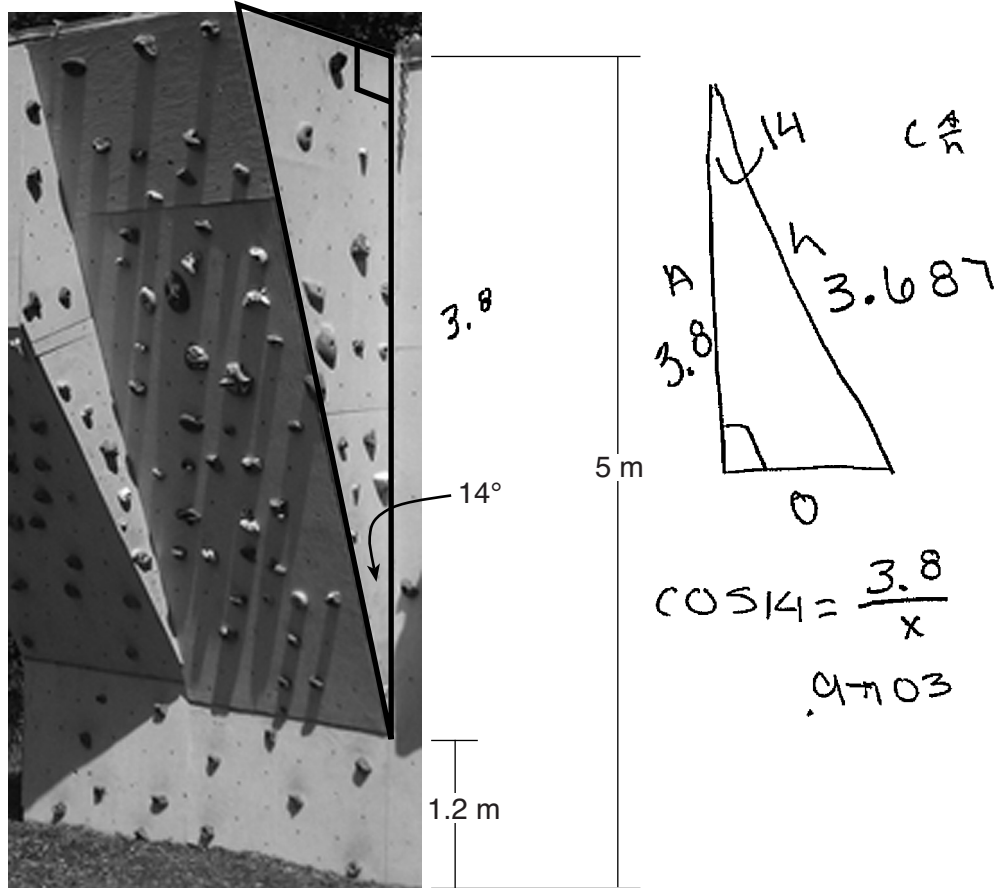 3.8
14°
5 m
1.2 m
14
C A/h
A
h
3.8
3.687
O
cos14 = 3.8/x
.9703